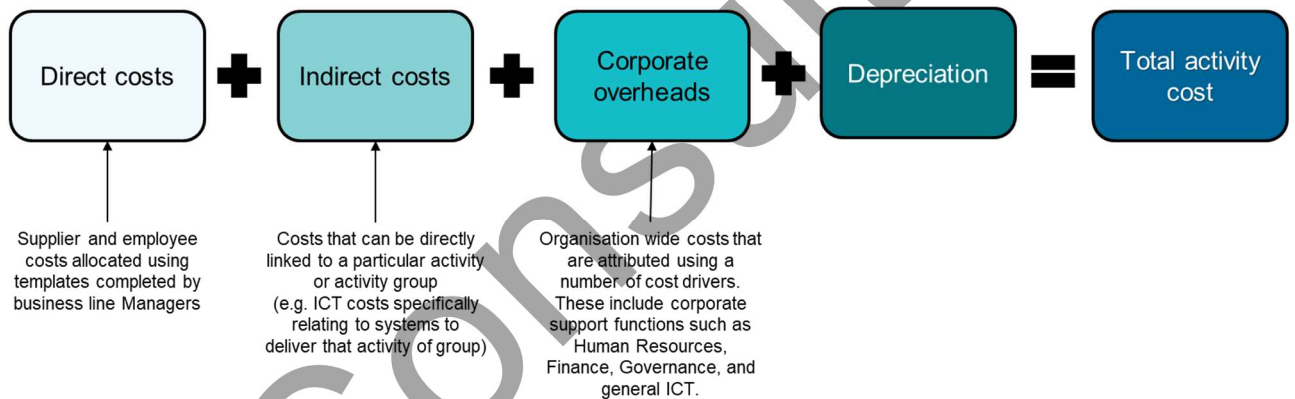 Direct costs
Indirect costs
Corporate
overheads
Depreciation
Total activity
cost
Supplier and employee
costs allocated using
templates completed by
business line Managers
Costs that can be directly
linked to a particular activity
or activity group
(e.g. ICT costs specifically
relating to systems to
deliver that activity of group)
Organisation wide costs that
are attributed using a
number of cost drivers.
These include corporate
support functions such as
Human Resources,
Finance, Governance, and
general ICT.